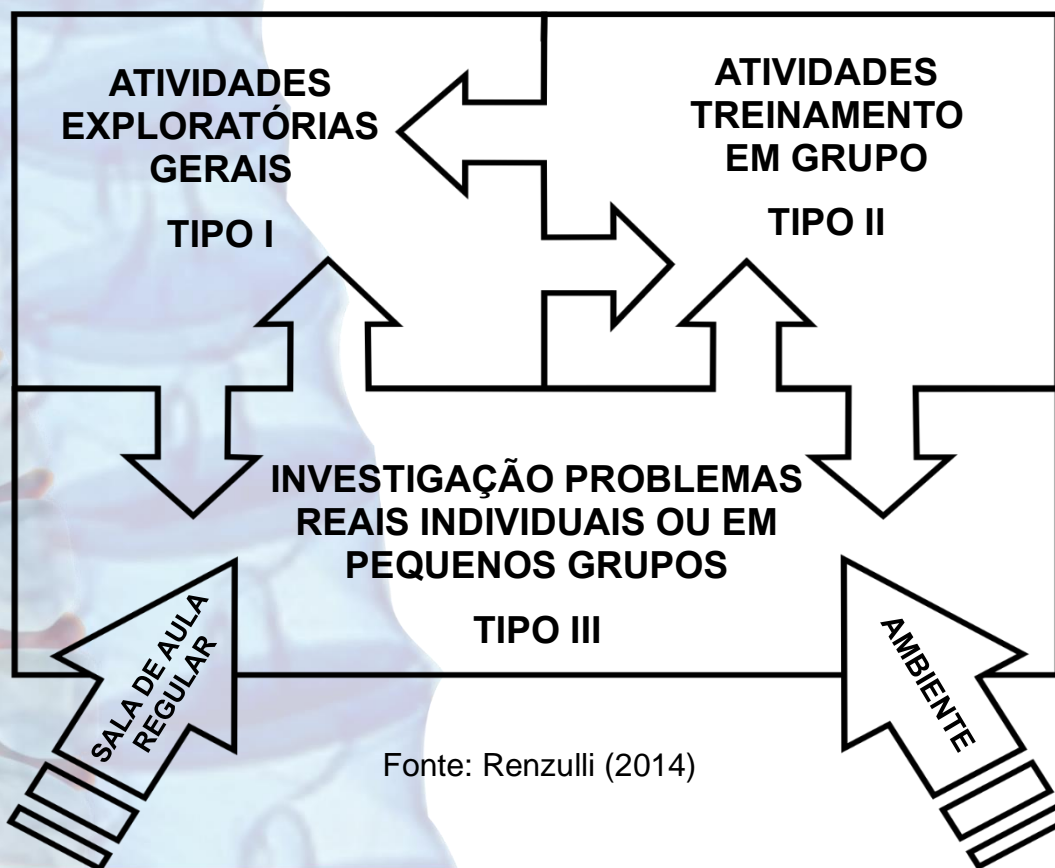 ATIVIDADES
EXPLORATÓRIAS
GERAIS
TIPO I
ATIVIDADES
TREINAMENTO
EM GRUPO
TIPO II
INVESTIGAÇÃO PROBLEMAS
REAIS INDIVIDUAIS OU EM
PEQUENOS GRUPOS
TIPO III
SALA DE AULA
REGULAR
AMBIENTE
Fonte: Renzulli (2014)